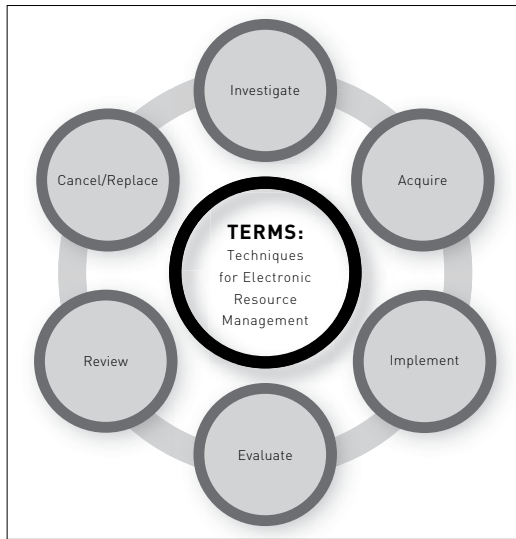 Investigate
Acquire
Implement
Evaluate
Review
Cancel/Replace
TERMS:
Techniques
for Electronic
Resource
Management